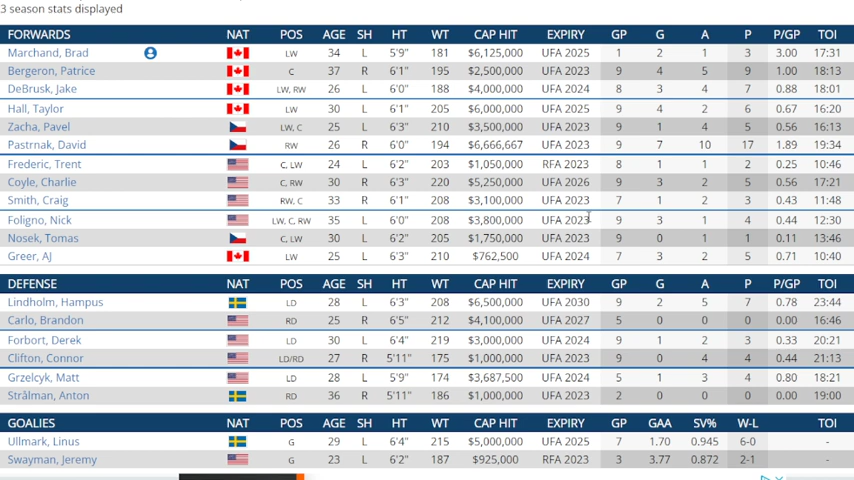 3 season stats displayed
FORWARDS NAT POS AGE SH HT WT CAP HIT EXPIRY GP G A P P/GP TOI
Marchand, Brad LW 34 L 5'9" 181 $6,125,000 UFA 2025 1 2 1 3 3.00 17:31
Bergeron, Patrice C 37 R 6'1" 195 $2,500,000 UFA 2023 9 4 5 9 1.00 18:13
DeBrusk, Jake LW, RW 26 L 6'0" 188 $4,000,000 UFA 2024 8 3 4 7 0.88 18:01
Hall, Taylor LW 30 L 6'1" 205 $6,000,000 UFA 2025 9 4 2 6 0.67 16:20
Zacha, Pavel LW, C 25 L 6'3" 210 $3,500,000 UFA 2023 9 1 4 5 0.56 16:13
Pastrnak, David RW 26 R 6'0" 194 $6,666,667 UFA 2023 9 7 10 17 1.89 19:34
Frederic, Trent C, LW 24 L 6'2" 203 $1,050,000 RFA 2023 8 1 1 2 0.25 10:46
Coyle, Charlie C, RW 30 R 6'3" 220 $5,250,000 UFA 2026 9 3 2 5 0.56 17:21
Smith, Craig RW, C 33 R 6'1" 208 $3,100,000 UFA 2023 7 1 2 3 0.43 11:48
Foligno, Nick LW, C, RW 35 L 6'0" 208 $3,800,000 UFA 2023 9 3 1 4 0.44 12:30
Nosek, Tomas C, LW 30 L 6'2" 205 $1,750,000 UFA 2023 9 0 1 1 0.11 13:46
Greer, AJ LW 25 L 6'3" 210 $762,500 UFA 2024 7 3 2 5 0.71 10:40
DEFENSE NAT POS AGE SH HT WT CAP HIT EXPIRY GP G A P P/GP TOI
Lindholm, Hampus LD 28 L 6'3" 208 $6,500,000 UFA 2030 9 2 5 7 0.78 23:44
Carlo, Brandon RD 25 R 6'5" 212 $4,100,000 UFA 2027 5 0 0 0 0.00 16:46
Forbort, Derek LD 30 L 6'4" 219 $3,000,000 UFA 2024 9 1 2 3 0.33 20:21
Clifton, Connor LD/RD 27 R 5'11" 175 $1,000,000 UFA 2023 9 0 4 4 0.44 21:13
Grzelcyk, Matt LD 28 L 5'9" 174 $3,687,500 UFA 2024 5 1 3 4 0.80 18:21
Strålman, Anton RD 36 R 5'11" 186 $1,000,000 UFA 2023 2 0 0 0 0.00 19:00
GOALIES NAT POS AGE SH HT WT CAP HIT EXPIRY GP GAA SV% W-L TOI
Ullmark, Linus G 29 L 6'4" 215 $5,000,000 UFA 2025 7 1.70 0.945 6-0 -
Swayman, Jeremy G 23 L 6'2" 187 $925,000 RFA 2023 3 3.77 0.872 2-1 -